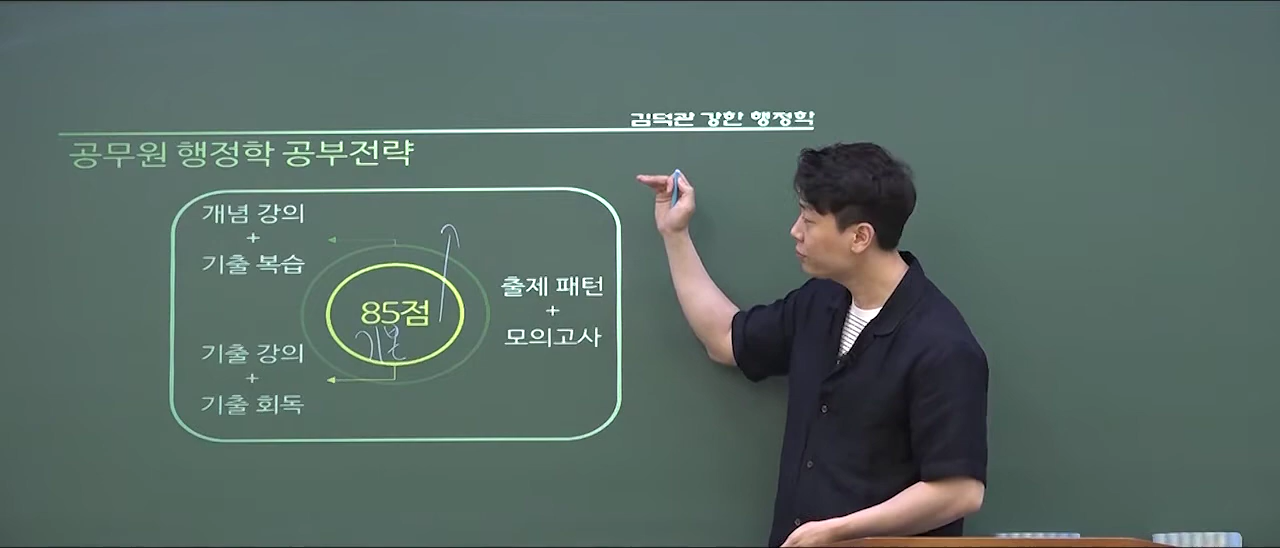 김덕관 강한 행정학
공무원 행정학 공부전략
개념 강의
+
기출 복습
85점
기본
출제 패턴
+
모의고사
기출 강의
+
기출 회독